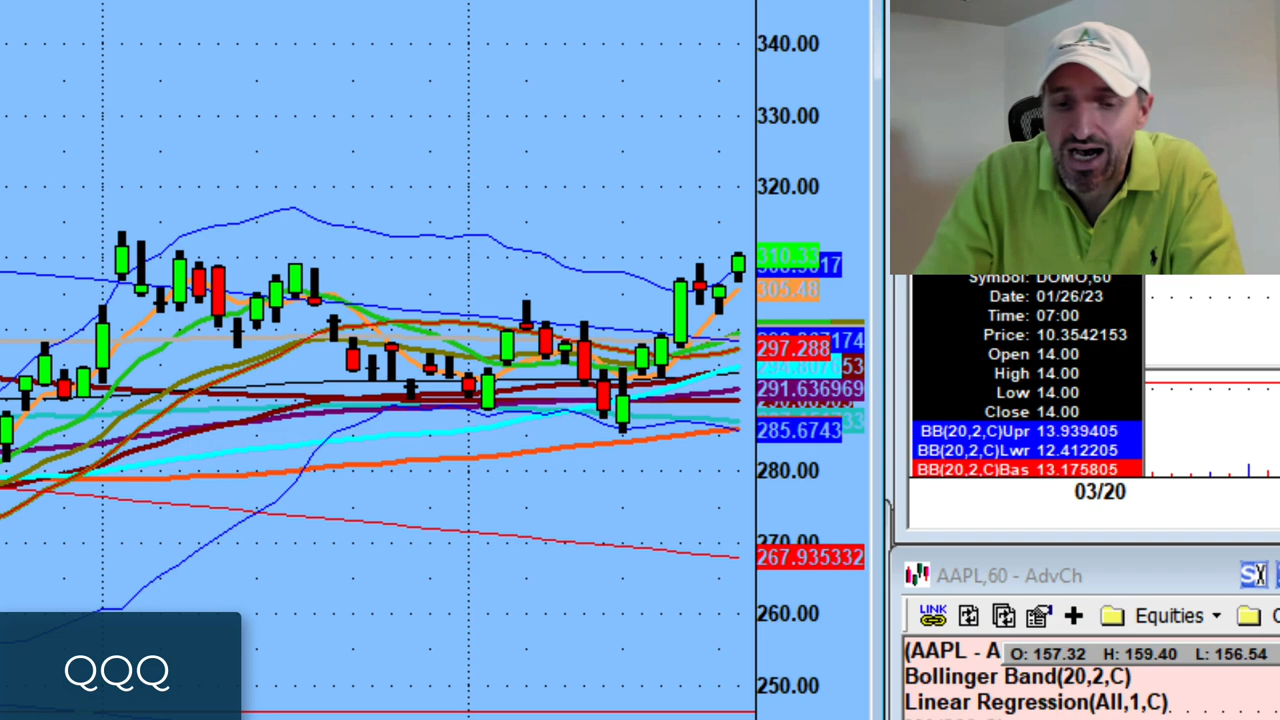 340.00
330.00
320.00
310.33
305.48
297.288
291.636969
285.6743
280.00
267.935332
260.00
250.00
QQQ
Symbol: DOMO,60
Date: 01/26/23
Time: 07:00
Price: 10.3542153
Open 14.00
High 14.00
Low 14.00
Close 14.00
BB(20,2,C)Upr 13.939405
BB(20,2,C)Lwr 12.412205
BB(20,2,C)Bas 13.175805
03/20
AAPL,60 - AdvCh
LINK
Equities
(AAPL - A
O: 157.32 H: 159.40 L: 156.54
Bollinger Band(20,2,C)
Linear Regression(All,1,C)